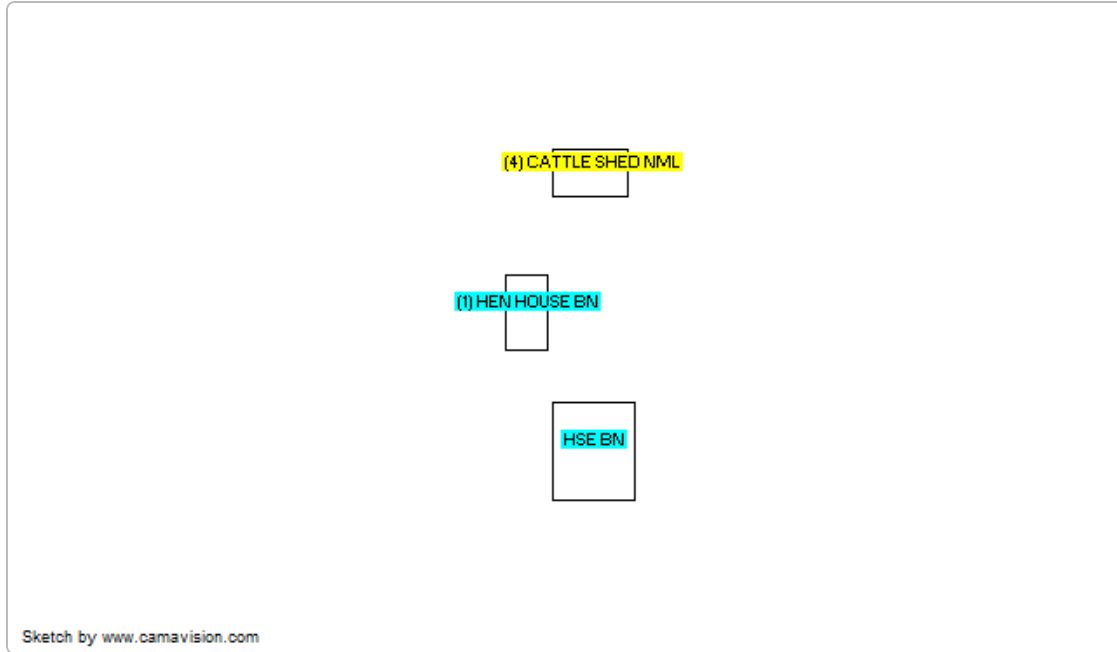 (4) CATTLE SHED NML
(1) HEN HOUSE BN
HSE BN
Sketch by www.camavision.com